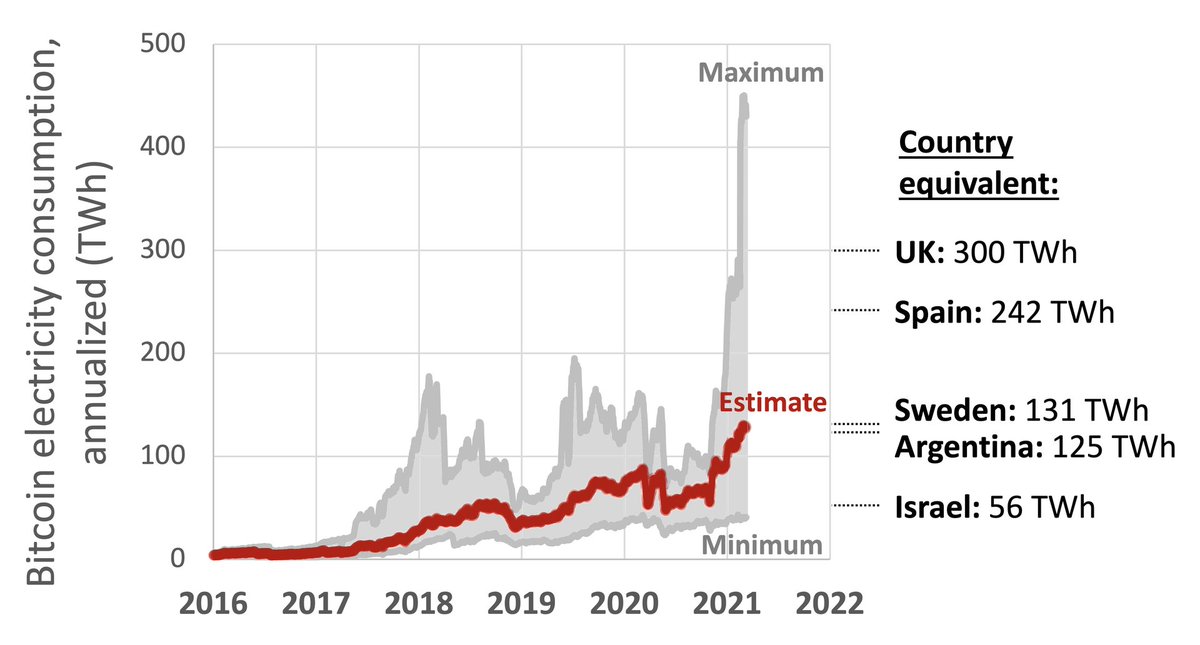 Bitcoin electricity consumption,
annualized (TWh)
500
400
300
200
100
0
2016 2017 2018 2019 2020 2021 2022
Maximum
Estimate
Minimum
Country
equivalent:
UK: 300 TWh
Spain: 242 TWh
Sweden: 131 TWh
Argentina: 125 TWh
Israel: 56 TWh